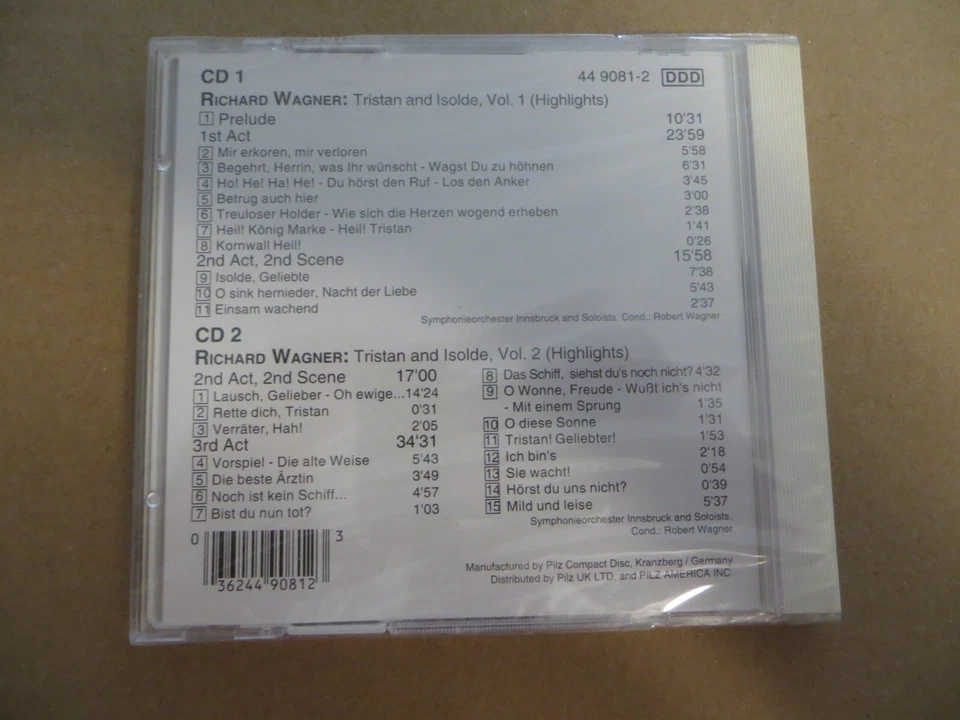 CD 1 44 9081-2 DDD
RICHARD WAGNER: Tristan and Isolde, Vol. 1 (Highlights)
1 Prelude 10'31
1st Act 23'59
2 Mir erkoren, mir verloren 5'58
3 Begehrt, Herrin, was Ihr wünscht - Wagst Du zu höhnen 6'31
4 Ho! He! Ha! He! - Du hörst den Ruf - Los den Anker 3'45
5 Betrug auch hier 3'00
6 Treuloser Holder - Wie sich die Herzen wogend erheben 2'38
7 Heil! König Marke - Heil! Tristan 1'41
8 Kornwall Heil! 0'26
2nd Act, 2nd Scene 15'58
9 Isolde, Geliebte 7'38
10 O sink hernieder, Nacht der Liebe 5'43
11 Einsam wachend 2'37
Symphonieorchester Innsbruck and Soloists. Cond.: Robert Wagner
CD 2
RICHARD WAGNER: Tristan and Isolde, Vol. 2 (Highlights)
2nd Act, 2nd Scene 17'00
1 Lausch, Gelieber - Oh ewige...14'24
2 Rette dich, Tristan 0'31
3 Verräter, Hah! 2'05
3rd Act 34'31
4 Vorspiel - Die alte Weise 5'43
5 Die beste Ärztin 3'49
6 Noch ist kein Schiff... 4'57
7 Bist du nun tot? 1'03
8 Das Schiff, siehst du's noch nicht? 4'32
9 O Wonne, Freude - Wußt ich's nicht
- Mit einem Sprung 1'35
10 O diese Sonne 1'31
11 Tristan! Geliebter! 1'53
12 Ich bin's 2'18
13 Sie wacht! 0'54
14 Hörst du uns nicht? 0'39
15 Mild und leise 5'37
Symphonieorchester Innsbruck and Soloists.
Cond.: Robert Wagner
0 36244 90812 3
Manufactured by Pilz Compact Disc, Kranzberg / Germany
Distributed by Pilz UK LTD. and PILZ AMERICA INC.